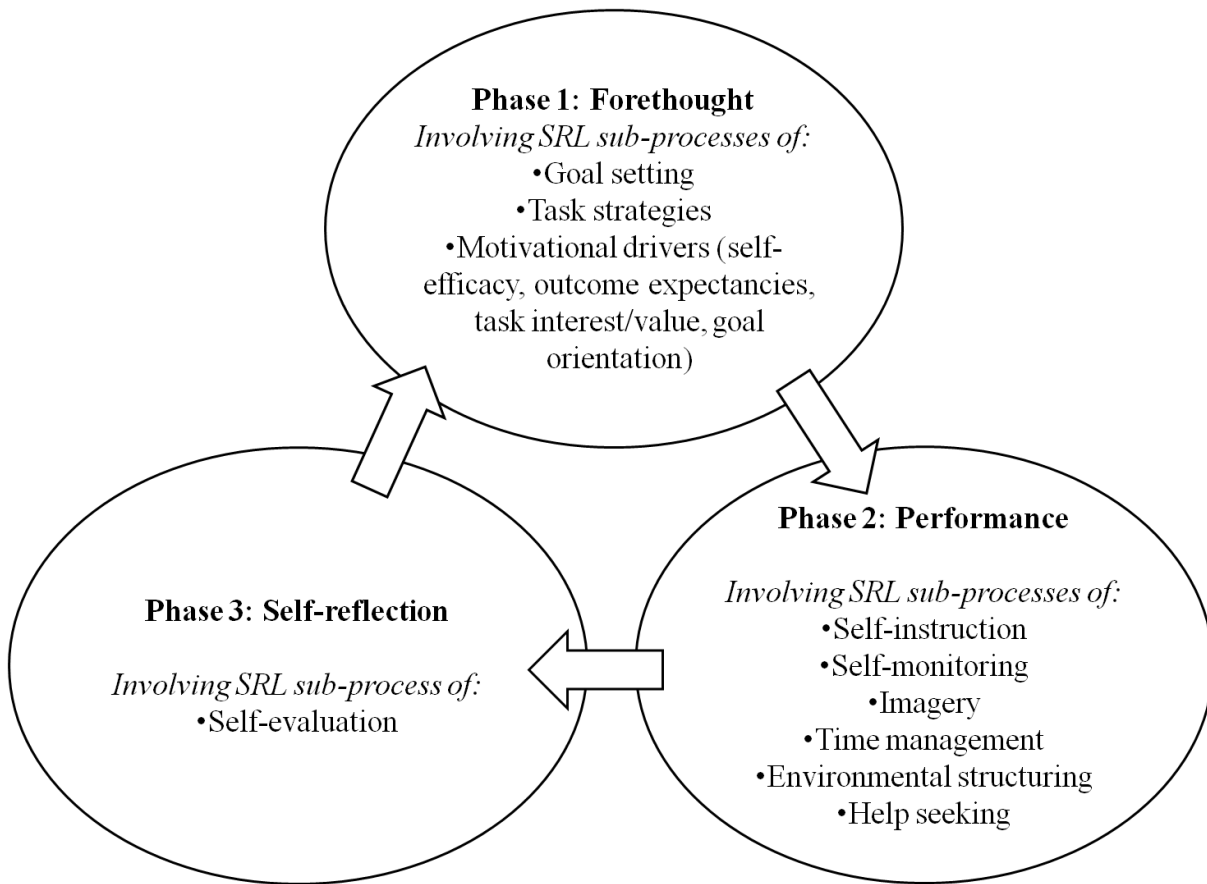 Phase 1: Forethought
Involving SRL sub-processes of:
•Goal setting
•Task strategies
•Motivational drivers (self-
efficacy, outcome expectancies,
task interest/value, goal
orientation)
Phase 2: Performance
Involving SRL sub-processes of:
•Self-instruction
•Self-monitoring
•Imagery
•Time management
•Environmental structuring
•Help seeking
Phase 3: Self-reflection
Involving SRL sub-process of:
•Self-evaluation